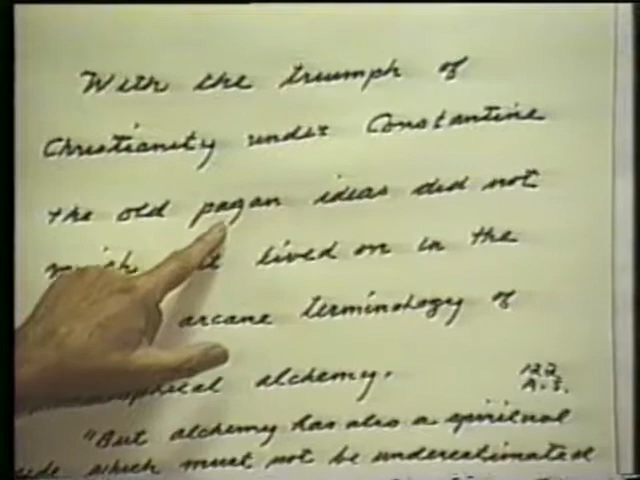 With the triumph of
Christianity under Constantine
the old pagan ideas did not
lived on in the
arcane terminology of
alchemy.
122
A.S.
"But alchemy has also a spiritual
which must not be underestimated